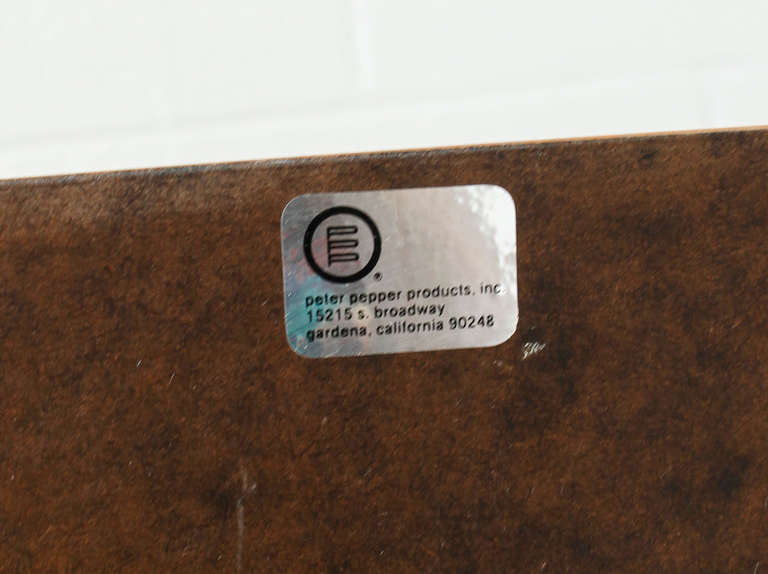 ®
peter pepper products, inc.
15215 s. broadway
gardena, california 90248